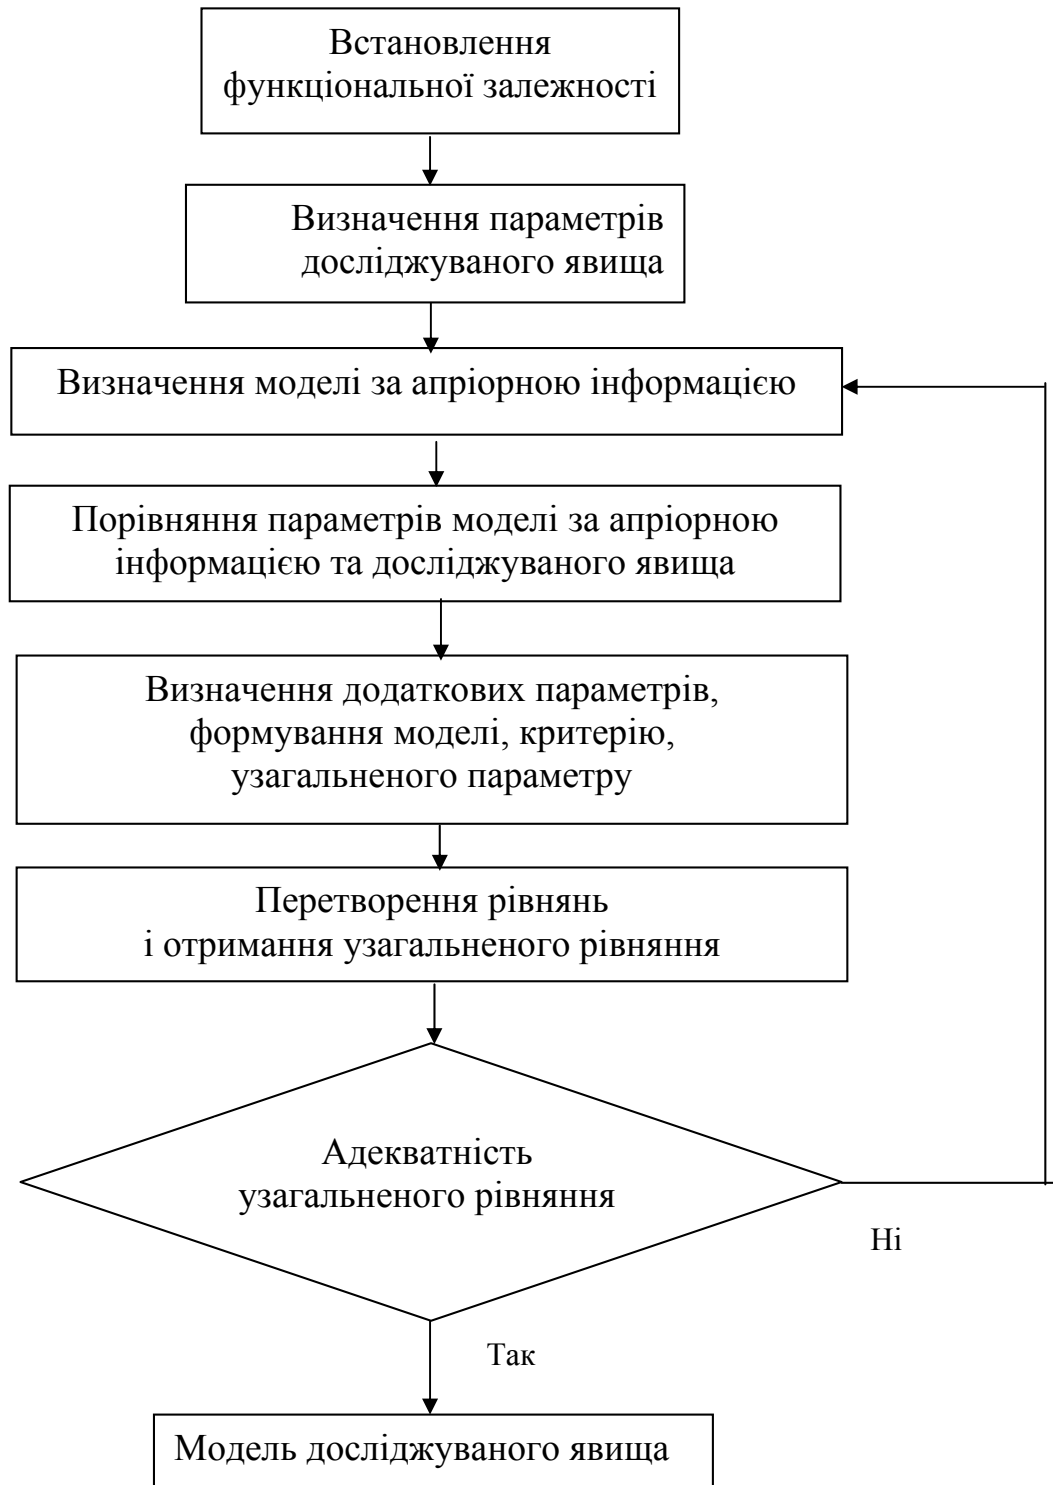 Встановлення
функціональної залежності
Визначення параметрів
досліджуваного явища
Визначення моделі за апріорною інформацією
Порівняння параметрів моделі за апріорною
інформацією та досліджуваного явища
Визначення додаткових параметрів,
формування моделі, критерію,
узагальненого параметру
Перетворення рівнянь
і отримання узагальненого рівняння
Адекватність
узагальненого рівняння
Ні
Так
Модель досліджуваного явища